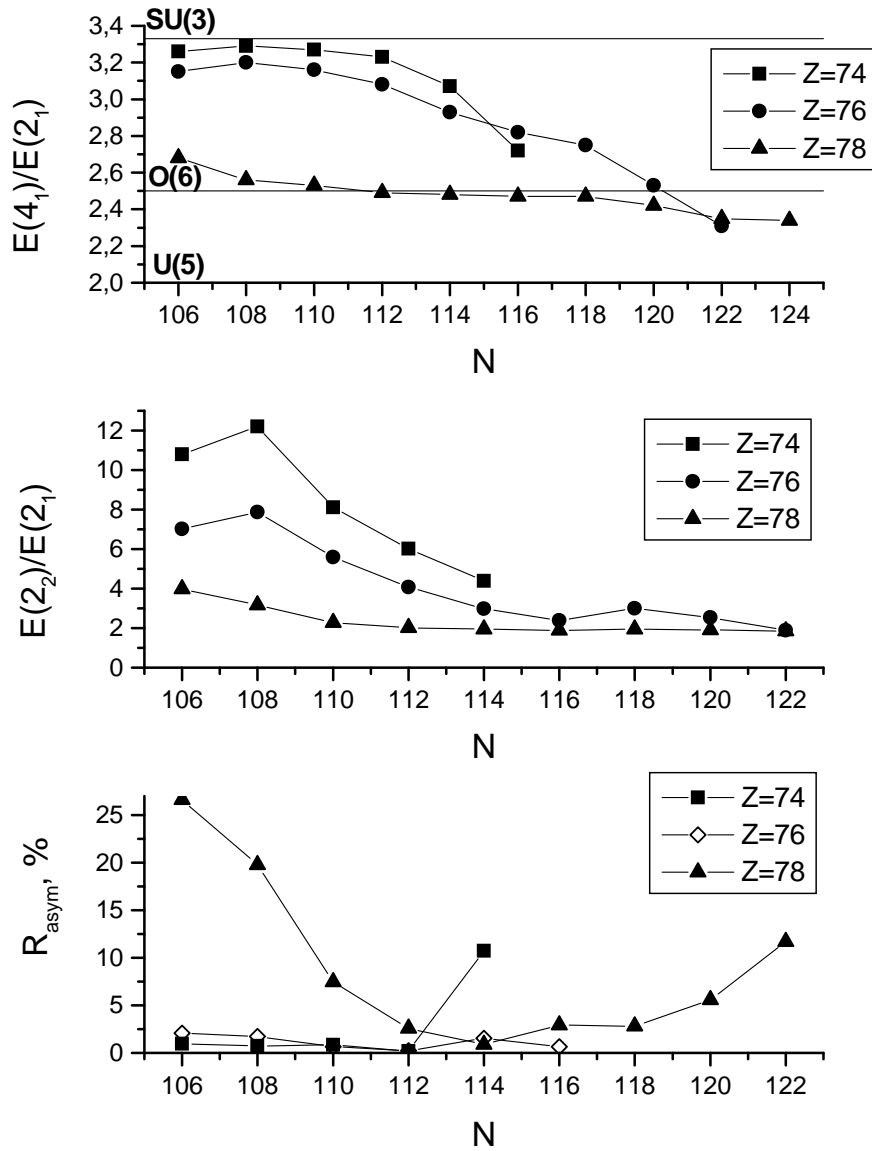 SU(3)
3,4
3,2
3,0
2,8
2,6
2,4
2,2
2,0
O(6)
U(5)
E(4₁)/E(2₁)
Z=74
Z=76
Z=78
106 108 110 112 114 116 118 120 122 124
N
12
10
8
6
4
2
0
E(2₂)/E(2₁)
Z=74
Z=76
Z=78
106 108 110 112 114 116 118 120 122
N
25
20
15
10
5
0
R_asym, %
Z=74
Z=76
Z=78
106 108 110 112 114 116 118 120 122
N